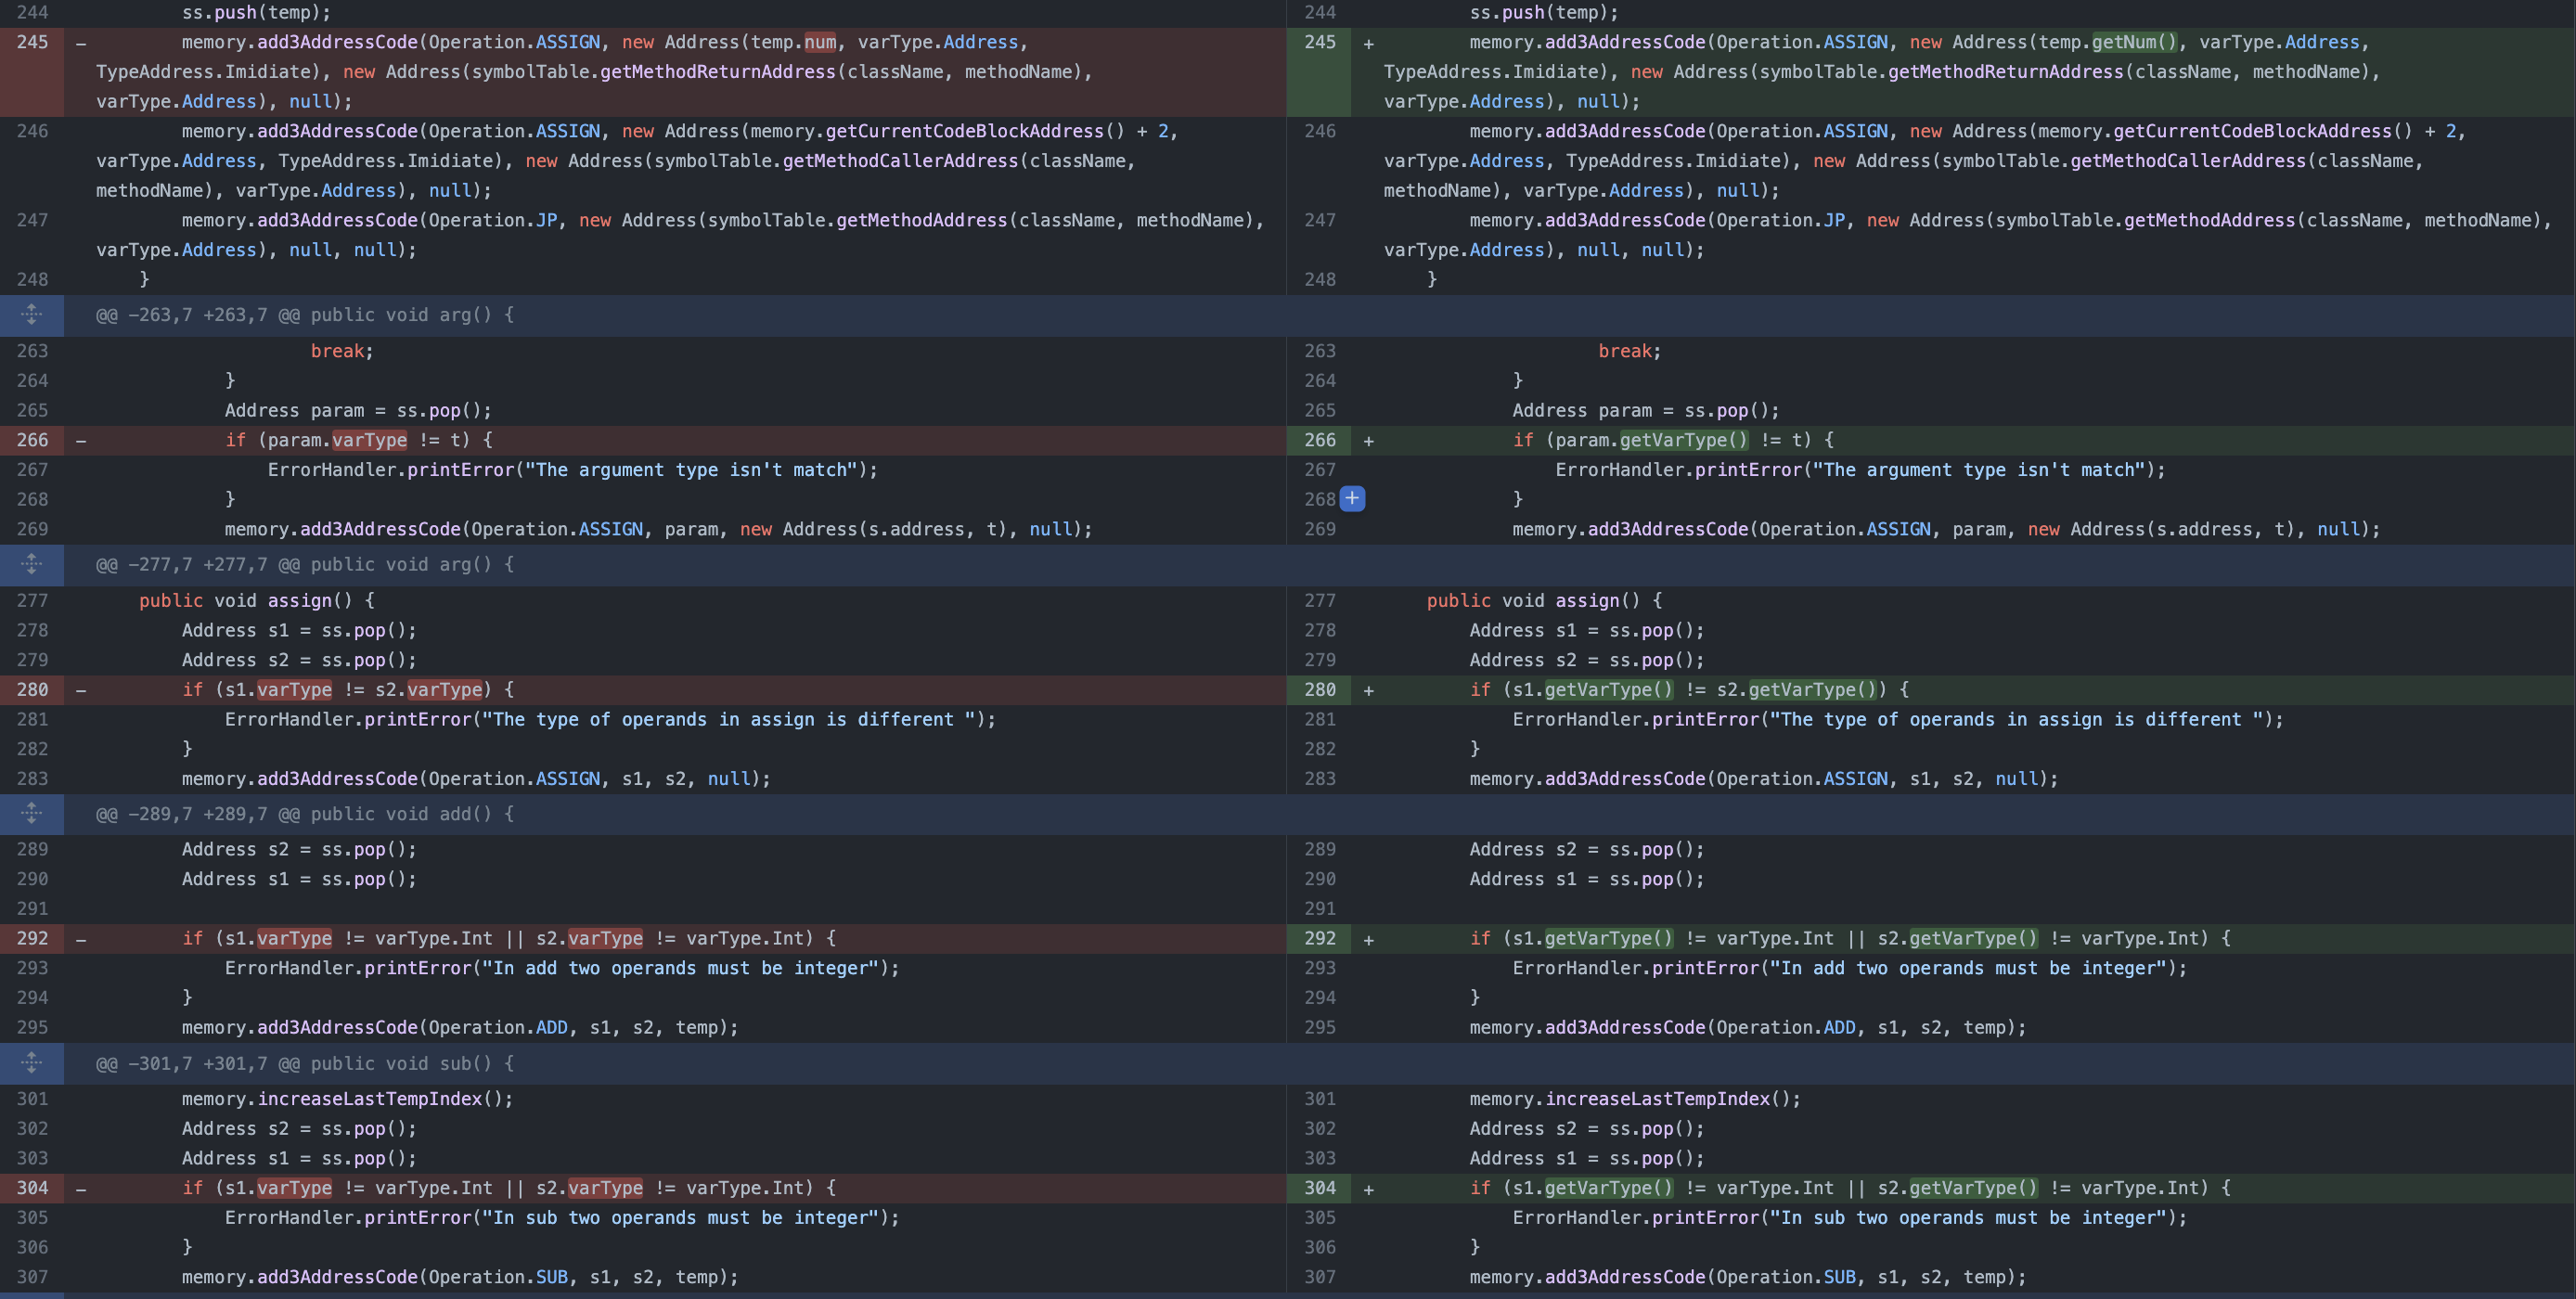 244 ss.push(temp);
245 - memory.add3AddressCode(Operation.ASSIGN, new Address(temp.num, varType.Address,
TypeAddress.Imidiate), new Address(symbolTable.getMethodReturnAddress(className, methodName),
varType.Address), null);
246 memory.add3AddressCode(Operation.ASSIGN, new Address(memory.getCurrentCodeBlockAddress() + 2,
varType.Address, TypeAddress.Imidiate), new Address(symbolTable.getMethodCallerAddress(className,
methodName), varType.Address), null);
247 memory.add3AddressCode(Operation.JP, new Address(symbolTable.getMethodAddress(className, methodName),
varType.Address), null, null);
248 }
@@ -263,7 +263,7 @@ public void arg() {
263 break;
264 }
265 Address param = ss.pop();
266 - if (param.varType != t) {
267 ErrorHandler.printError("The argument type isn't match");
268 }
269 memory.add3AddressCode(Operation.ASSIGN, param, new Address(s.address, t), null);
@@ -277,7 +277,7 @@ public void arg() {
277 public void assign() {
278 Address s1 = ss.pop();
279 Address s2 = ss.pop();
280 - if (s1.varType != s2.varType) {
281 ErrorHandler.printError("The type of operands in assign is different ");
282 }
283 memory.add3AddressCode(Operation.ASSIGN, s1, s2, null);
@@ -289,7 +289,7 @@ public void add() {
289 Address s2 = ss.pop();
290 Address s1 = ss.pop();
291
292 - if (s1.varType != varType.Int || s2.varType != varType.Int) {
293 ErrorHandler.printError("In add two operands must be integer");
294 }
295 memory.add3AddressCode(Operation.ADD, s1, s2, temp);
@@ -301,7 +301,7 @@ public void sub() {
301 memory.increaseLastTempIndex();
302 Address s2 = ss.pop();
303 Address s1 = ss.pop();
304 - if (s1.varType != varType.Int || s2.varType != varType.Int) {
305 ErrorHandler.printError("In sub two operands must be integer");
306 }
307 memory.add3AddressCode(Operation.SUB, s1, s2, temp);
244 ss.push(temp);
245 + memory.add3AddressCode(Operation.ASSIGN, new Address(temp.getNum(), varType.Address,
TypeAddress.Imidiate), new Address(symbolTable.getMethodReturnAddress(className, methodName),
varType.Address), null);
246 memory.add3AddressCode(Operation.ASSIGN, new Address(memory.getCurrentCodeBlockAddress() + 2,
varType.Address, TypeAddress.Imidiate), new Address(symbolTable.getMethodCallerAddress(className,
methodName), varType.Address), null);
247 memory.add3AddressCode(Operation.JP, new Address(symbolTable.getMethodAddress(className, methodName),
varType.Address), null, null);
248 }
263 break;
264 }
265 Address param = ss.pop();
266 + if (param.getVarType() != t) {
267 ErrorHandler.printError("The argument type isn't match");
268 + }
269 memory.add3AddressCode(Operation.ASSIGN, param, new Address(s.address, t), null);
277 public void assign() {
278 Address s1 = ss.pop();
279 Address s2 = ss.pop();
280 + if (s1.getVarType() != s2.getVarType()) {
281 ErrorHandler.printError("The type of operands in assign is different ");
282 }
283 memory.add3AddressCode(Operation.ASSIGN, s1, s2, null);
289 Address s2 = ss.pop();
290 Address s1 = ss.pop();
291
292 + if (s1.getVarType() != varType.Int || s2.getVarType() != varType.Int) {
293 ErrorHandler.printError("In add two operands must be integer");
294 }
295 memory.add3AddressCode(Operation.ADD, s1, s2, temp);
301 memory.increaseLastTempIndex();
302 Address s2 = ss.pop();
303 Address s1 = ss.pop();
304 + if (s1.getVarType() != varType.Int || s2.getVarType() != varType.Int) {
305 ErrorHandler.printError("In sub two operands must be integer");
306 }
307 memory.add3AddressCode(Operation.SUB, s1, s2, temp);